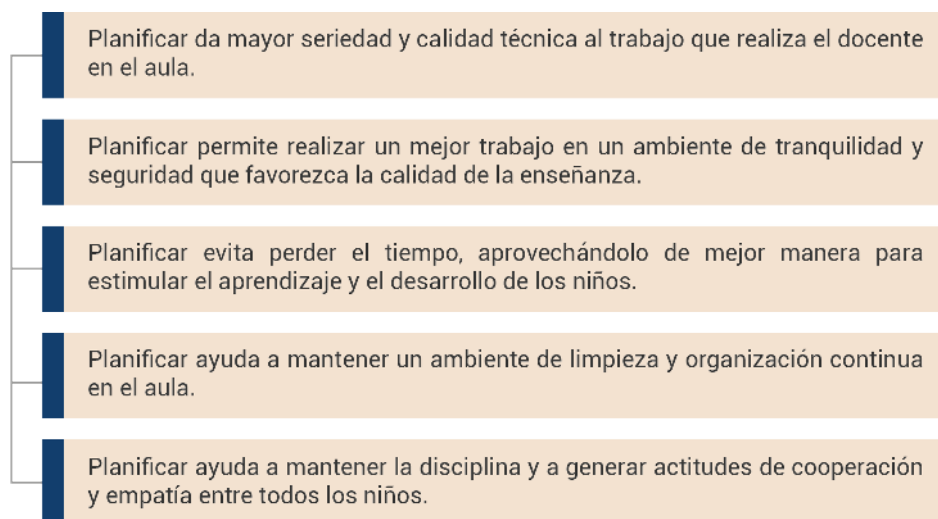 Planificar da mayor seriedad y calidad técnica al trabajo que realiza el docente
en el aula.
Planificar permite realizar un mejor trabajo en un ambiente de tranquilidad y
seguridad que favorezca la calidad de la enseñanza.
Planificar evita perder el tiempo, aprovechándolo de mejor manera para
estimular el aprendizaje y el desarrollo de los niños.
Planificar ayuda a mantener un ambiente de limpieza y organización continua
en el aula.
Planificar ayuda a mantener la disciplina y a generar actitudes de cooperación
y empatía entre todos los niños.